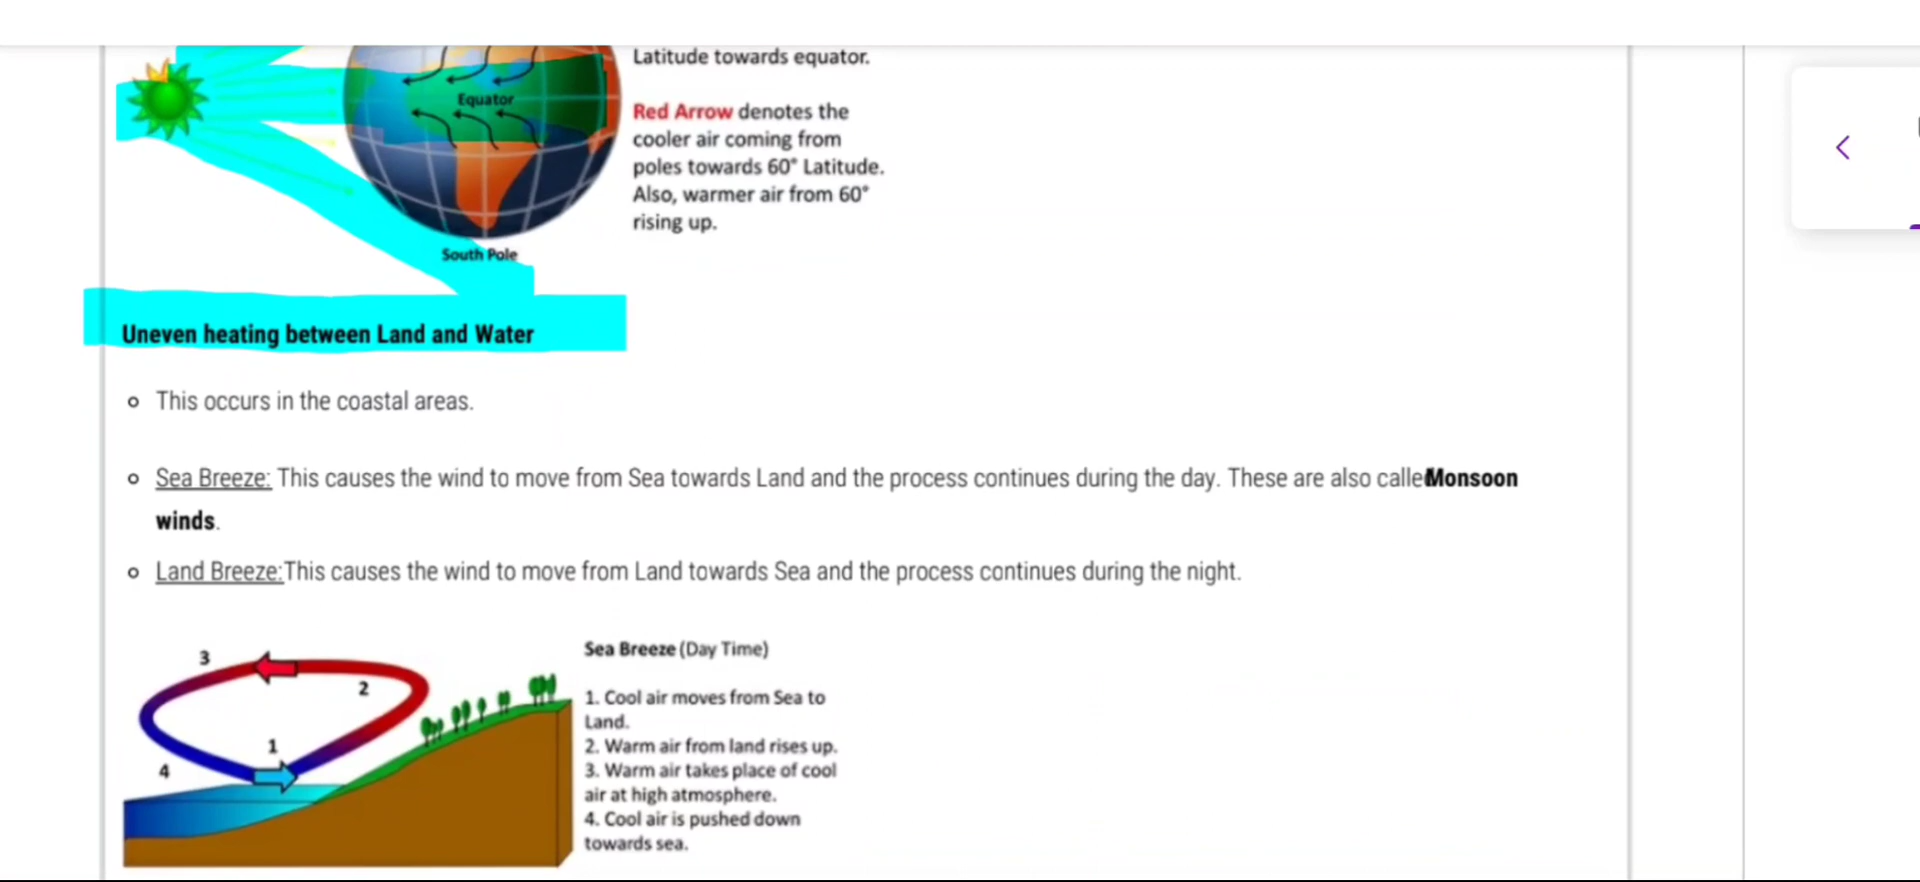 Latitude towards equator.
Equator
Red Arrow denotes the
cooler air coming from
poles towards 60° Latitude.
Also, warmer air from 60°
rising up.
South Pole
Uneven heating between Land and Water
This occurs in the coastal areas.
Sea Breeze: This causes the wind to move from Sea towards Land and the process continues during the day. These are also calleMonsoon
winds.
Land Breeze:This causes the wind to move from Land towards Sea and the process continues during the night.
3
2
1
4
Sea Breeze (Day Time)
1. Cool air moves from Sea to
Land.
2. Warm air from land rises up.
3. Warm air takes place of cool
air at high atmosphere.
4. Cool air is pushed down
towards sea.